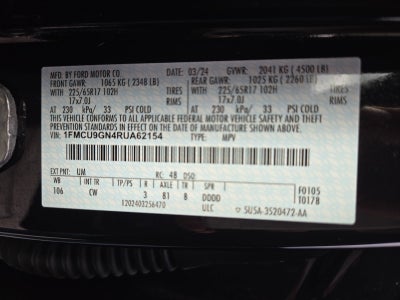 MFD. BY FORD MOTOR CO.
DATE: 03/24 GVWR: 2041 KG (4500 LB)
FRONT GAWR: 1065 KG (2348 LB) REAR GAWR: 1025 KG (2260 LB)
225/65R17 102H TIRES 225/65R17 102H
17x7.0J RIMS 17x7.0J
AT 230 kPa/ 33 PSI COLD AT 230 kPa/ 33 PSI COLD
THIS VEHICLE CONFORMS TO ALL APPLICABLE FEDERAL MOTOR VEHICLE SAFETY AND THEFT
PREVENTION STANDARDS IN EFFECT ON THE DATE OF MANUFACTURE SHOWN ABOVE.
VIN: 1FMCU9GN4RUA62154 TYPE: MPV
EXT PNT: UM RC: 48 DSO:
WB INT TR TP/PS R AXLE TR SPR
106 CW 3 81 8 DDDD F0105
T0178
1202403256470 ULC 5U5A-3520472-AA